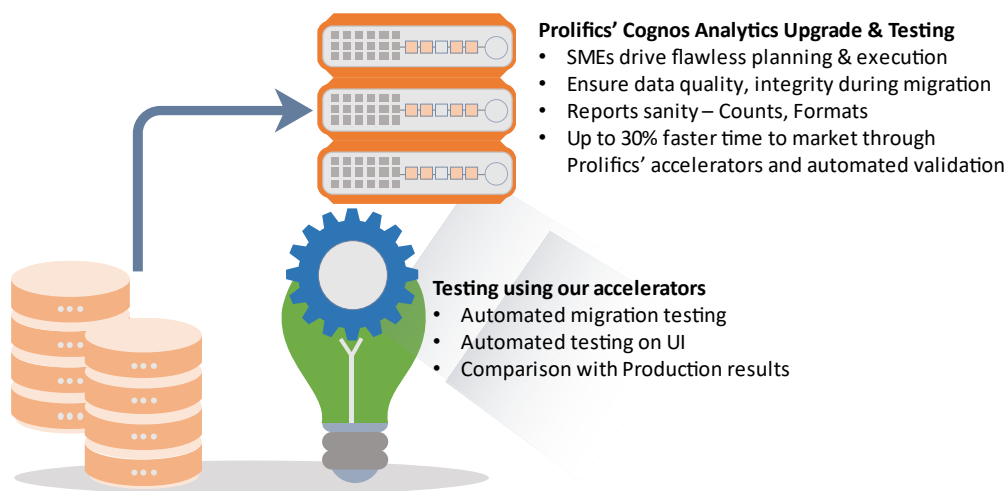 Prolifics’ Cognos Analytics Upgrade & Testing
• SMEs drive flawless planning & execution
• Ensure data quality, integrity during migration
• Reports sanity – Counts, Formats
• Up to 30% faster time to market through
Prolifics’ accelerators and automated validation
Testing using our accelerators
• Automated migration testing
• Automated testing on UI
• Comparison with Production results